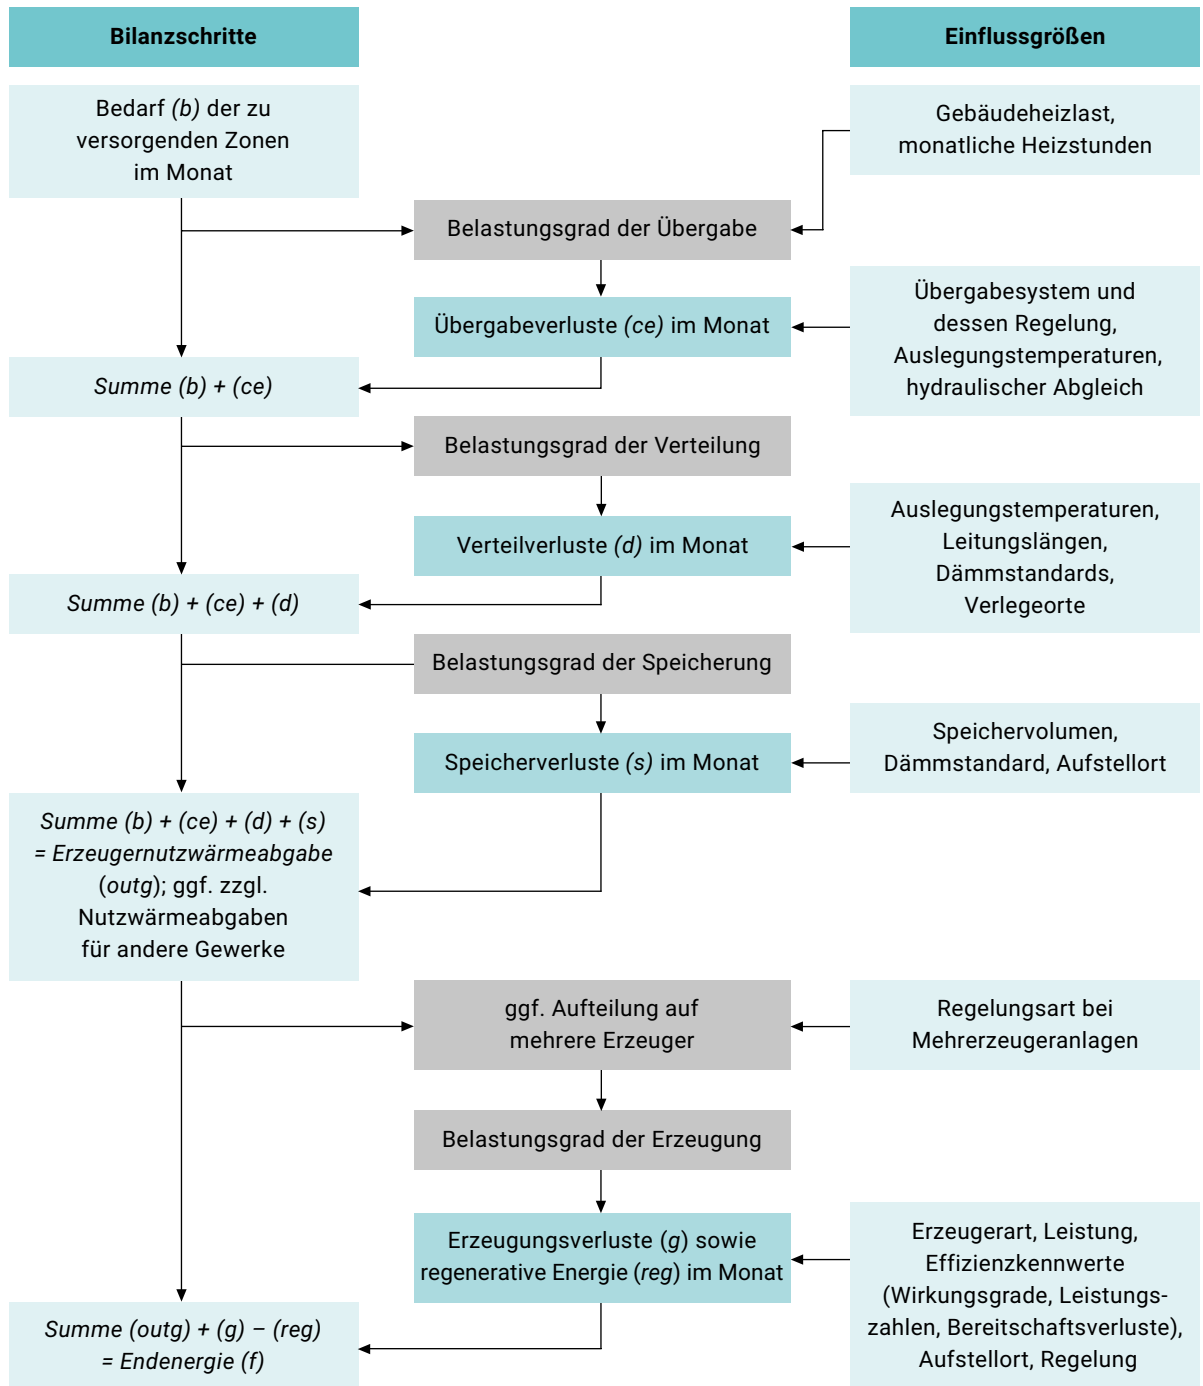 Bilanzschritte
Einflussgrößen
Bedarf (b) der zu
versorgenden Zonen
im Monat
Gebäudeheizlast,
monatliche Heizstunden
Belastungsgrad der Übergabe
Übergabeverluste (ce) im Monat
Übergabesystem und
dessen Regelung,
Auslegungstemperaturen,
hydraulischer Abgleich
Summe (b) + (ce)
Belastungsgrad der Verteilung
Verteilverluste (d) im Monat
Auslegungstemperaturen,
Leitungslängen,
Dämmstandards,
Verlegeorte
Summe (b) + (ce) + (d)
Belastungsgrad der Speicherung
Speicherverluste (s) im Monat
Speichervolumen,
Dämmstandard, Aufstellort
Summe (b) + (ce) + (d) + (s)
= Erzeugernutzwärmeabgabe
(outg); ggf. zzgl.
Nutzwärmeabgaben
für andere Gewerke
ggf. Aufteilung auf
mehrere Erzeuger
Regelungsart bei
Mehrerzeugeranlagen
Belastungsgrad der Erzeugung
Erzeugungsverluste (g) sowie
regenerative Energie (reg) im Monat
Erzeugerart, Leistung,
Effizienzkennwerte
(Wirkungsgrade, Leistungs-
zahlen, Bereitschaftsverluste),
Aufstellort, Regelung
Summe (outg) + (g) – (reg)
= Endenergie (f)